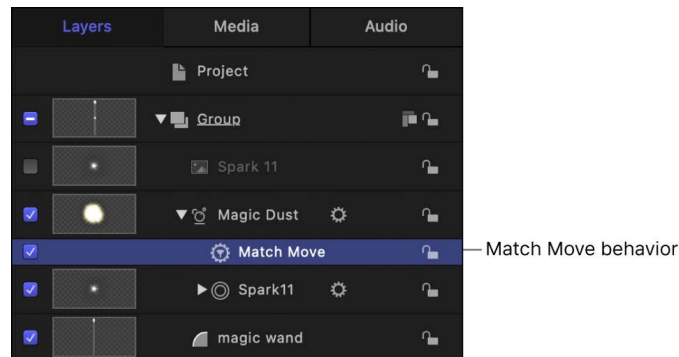 Layers Media Audio
Project
Group
Spark 11
Magic Dust
Match Move Match Move behavior
Spark11
magic wand